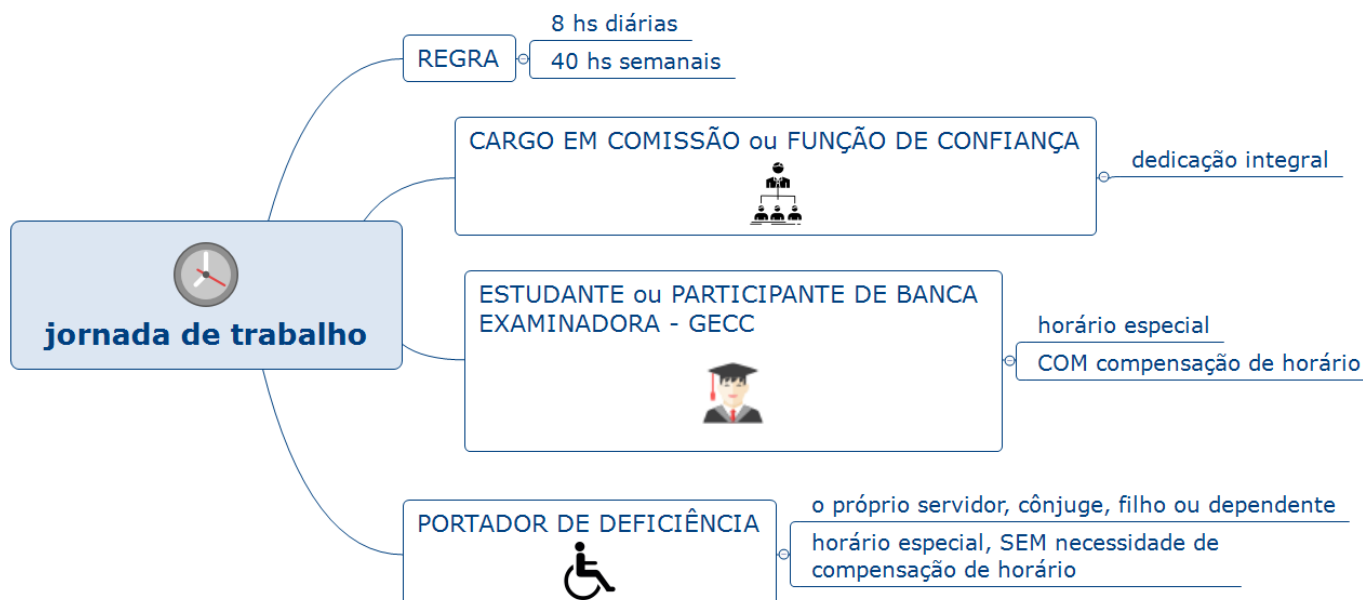 8 hs diárias
REGRA
40 hs semanais
CARGO EM COMISSÃO ou FUNÇÃO DE CONFIANÇA
dedicação integral
jornada de trabalho
ESTUDANTE ou PARTICIPANTE DE BANCA
EXAMINADORA - GECC
horário especial
COM compensação de horário
PORTADOR DE DEFICIÊNCIA
o próprio servidor, cônjuge, filho ou dependente
horário especial, SEM necessidade de
compensação de horário